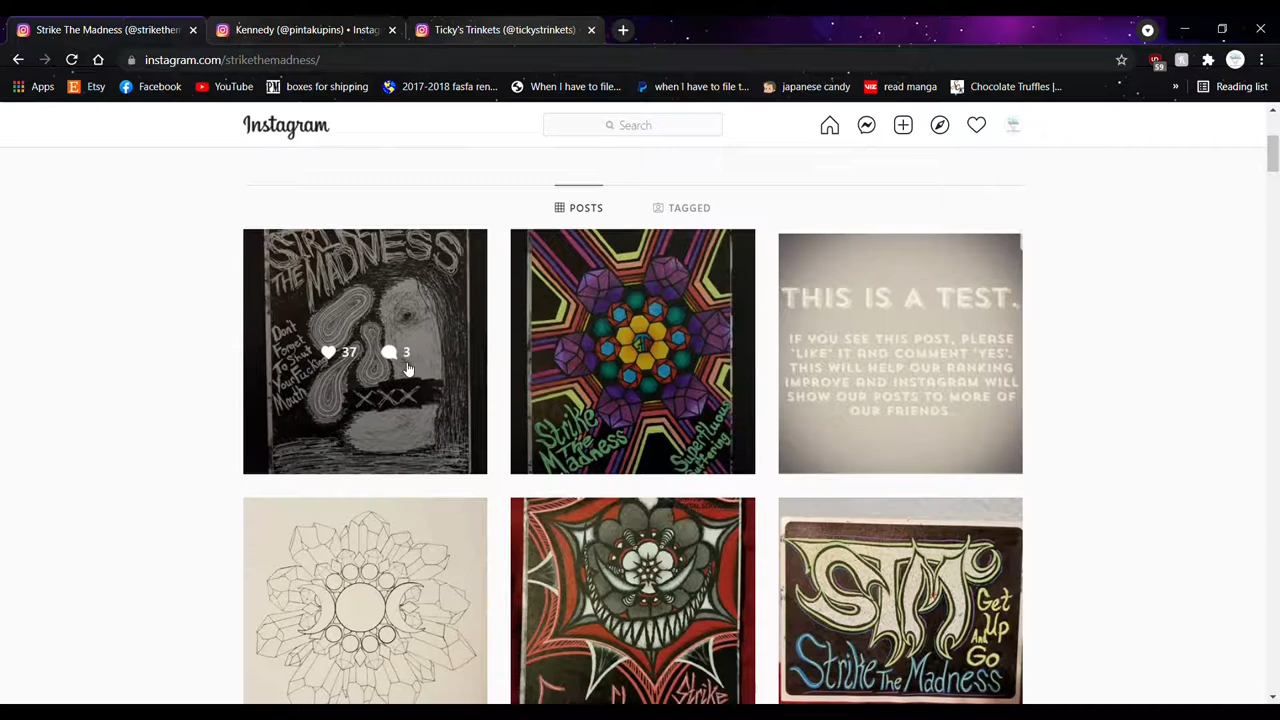 Strike The Madness (@strikethem
Kennedy (@pintakupins) • Instag
Ticky's Trinkets (@tickystrinkets)
instagram.com/strikethemadness/
59
Apps
Etsy
Facebook
YouTube
boxes for shipping
2017-2018 fasfa ren...
When I have to file...
when I have to file t...
japanese candy
read manga
Chocolate Truffles |...
»
Reading list
Instagram
Search
POSTS
TAGGED
STRIKE
THE MADNESS
Don't
Forget
To Shut
Your Fucking
Mouth
XXX
37
3
Strike
The
Madness
Superfluous
Suffering
THIS IS A TEST.
IF YOU SEE THIS POST, PLEASE
'LIKE' IT AND COMMENT 'YES'.
THIS WILL HELP OUR RANKING
IMPROVE AND INSTAGRAM WILL
SHOW OUR POSTS TO MORE OF
OUR FRIENDS.
Strike
STM
Get
Up
And
Go
Strike The Madness